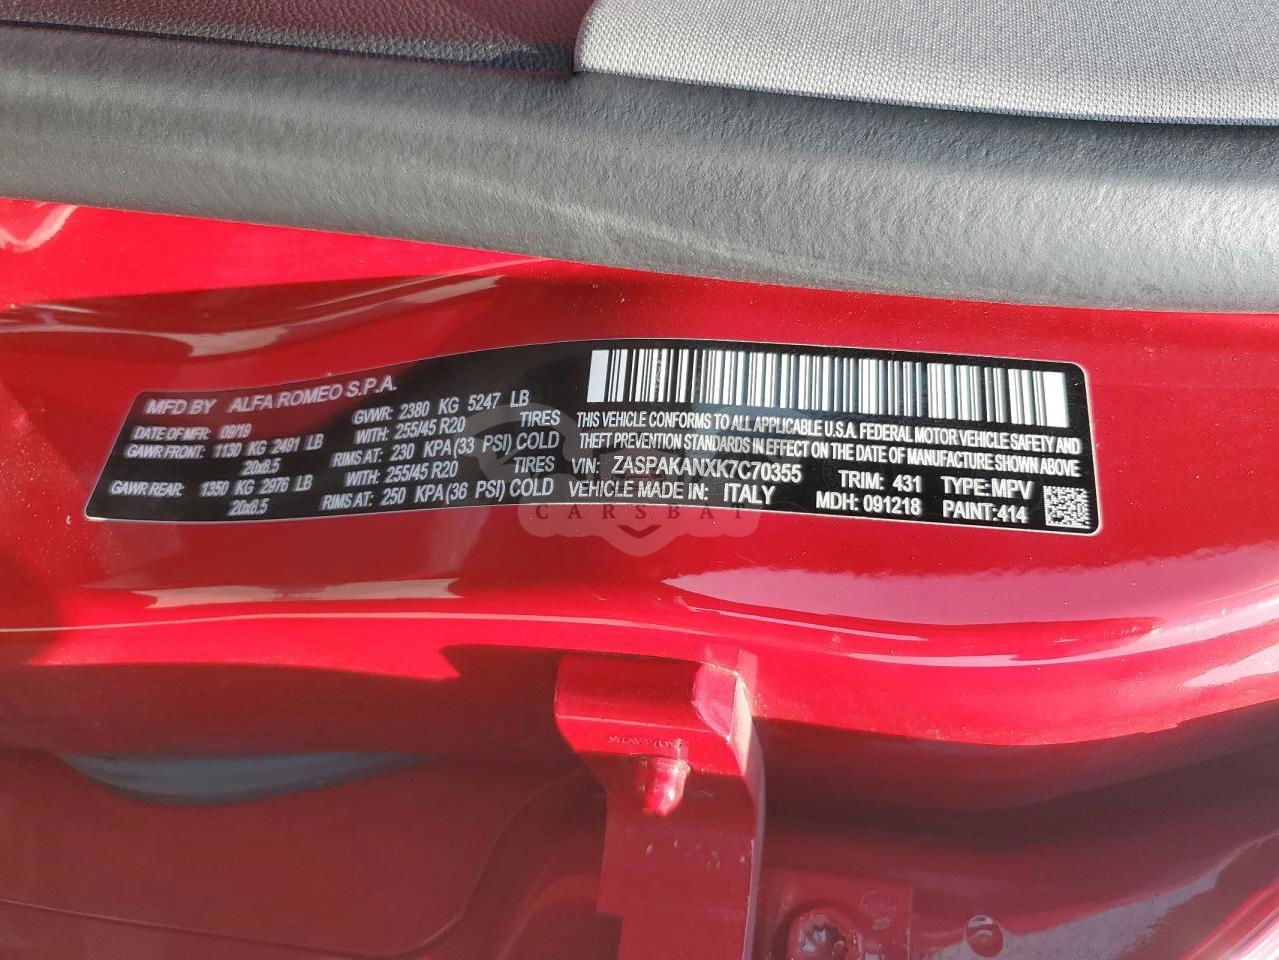 MFD BY ALFA ROMEO S.P.A.
DATE OF MFR: 09/19 GVWR: 2380 KG 5247 LB
GAWR FRONT: 1130 KG 2491 LB WITH: 255/45 R20 TIRES
20x8.5 RIMS AT: 230 KPA(33 PSI) COLD
GAWR REAR: 1350 KG 2976 LB WITH: 255/45 R20 TIRES
20x8.5 RIMS AT: 250 KPA(36 PSI) COLD
THIS VEHICLE CONFORMS TO ALL APPLICABLE U.S.A. FEDERAL MOTOR VEHICLE SAFETY AND
THEFT PREVENTION STANDARDS IN EFFECT ON THE DATE OF MANUFACTURE SHOWN ABOVE
VIN: ZASPAKANXK7C70355 TRIM: 431 TYPE:MPV
VEHICLE MADE IN: ITALY MDH: 091218 PAINT:414
CARSBAT